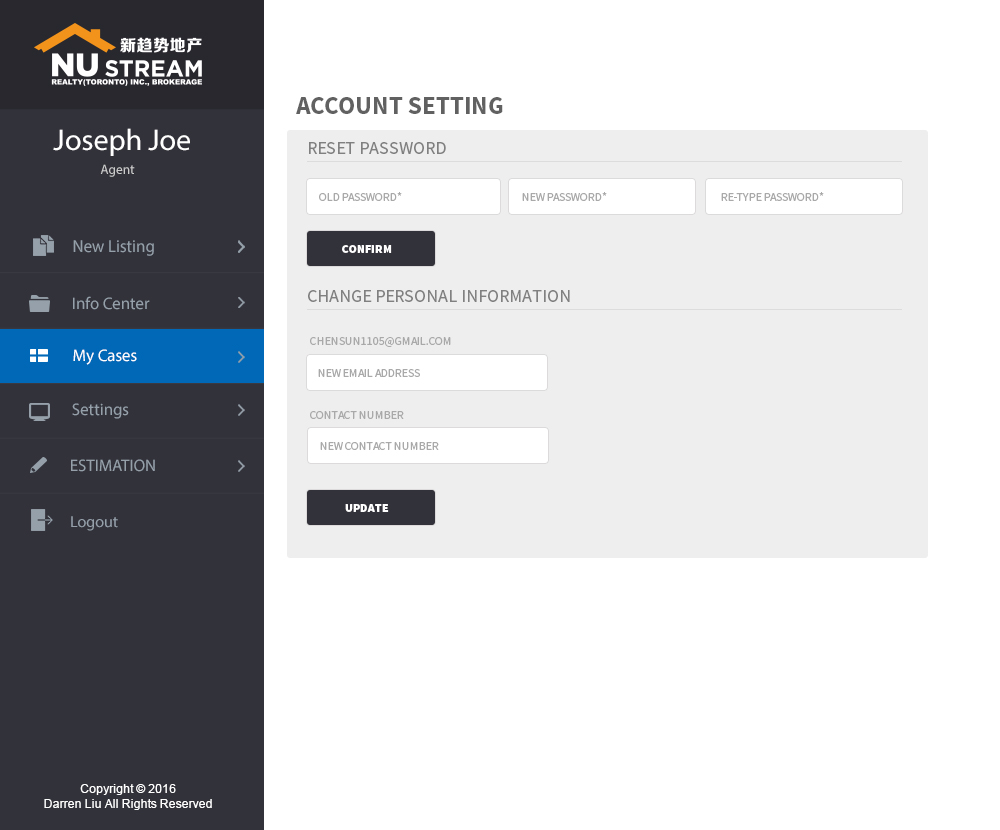 新趋势地产
NU STREAM
REALTY(TORONTO) INC., BROKERAGE
Joseph Joe
Agent
New Listing
Info Center
My Cases
Settings
ESTIMATION
Logout
Copyright © 2016
Darren Liu All Rights Reserved
ACCOUNT SETTING
RESET PASSWORD
OLD PASSWORD* NEW PASSWORD* RE-TYPE PASSWORD*
CONFIRM
CHANGE PERSONAL INFORMATION
CHENSUN1105@GMAIL.COM
NEW EMAIL ADDRESS
CONTACT NUMBER
NEW CONTACT NUMBER
UPDATE